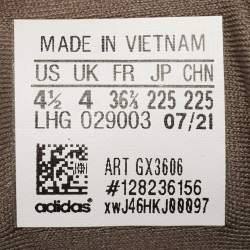 MADE IN VIETNAM
US UK FR JP CHN
4½ 4 36⅔ 225 225
LHG 029003 07/21
ART GX3606
#128236156
adidas xwJ46HKJ00097